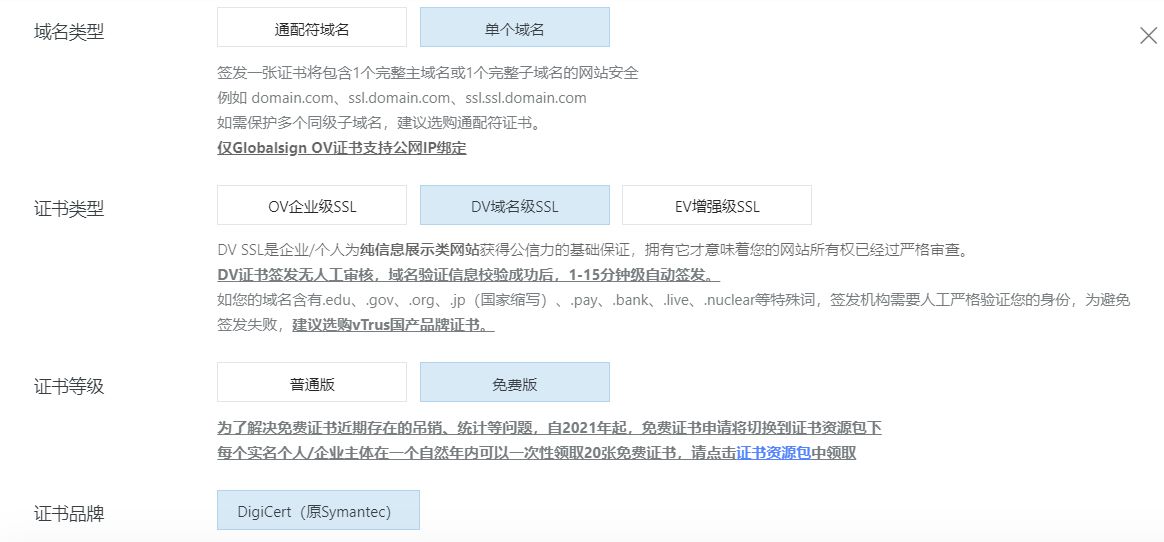 域名类型
通配符域名
单个域名
签发一张证书将包含1个完整主域名或1个完整子域名的网站安全
例如 domain.com、ssl.domain.com、ssl.ssl.domain.com
如需保护多个同级子域名，建议选购通配符证书。
仅Globalsign OV证书支持公网IP绑定
证书类型
OV企业级SSL
DV域名级SSL
EV增强级SSL
DV SSL是企业/个人为纯信息展示类网站获得公信力的基础保证，拥有它才意味着您的网站所有权已经过严格审查。
DV证书签发无人工审核，域名验证信息校验成功后，1-15分钟级自动签发。
如您的域名含有.edu、.gov、.org、.jp（国家缩写）、.pay、.bank、.live、.nuclear等特殊词，签发机构需要人工严格验证您的身份，为避免
签发失败，建议选购vTrus国产品牌证书。
证书等级
普通版
免费版
为了解决免费证书近期存在的吊销、统计等问题，自2021年起，免费证书申请将切换到证书资源包下
每个实名个人/企业主体在一个自然年内可以一次性领取20张免费证书，请点击证书资源包中领取
证书品牌
DigiCert（原Symantec）